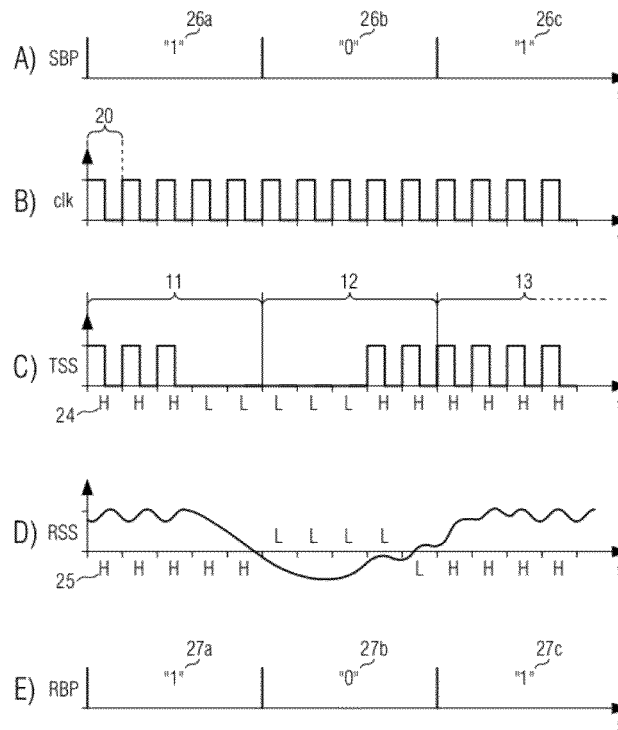 26a 26b 26c
A) SBP "1" "0" "1"
20
B) clk
11 12 13
C) TSS
24 H H H L L L L L H H H H H H
D) RSS L L L L
25 H H H H H L H H H H
27a 27b 27c
E) RBP "1" "0" "1"